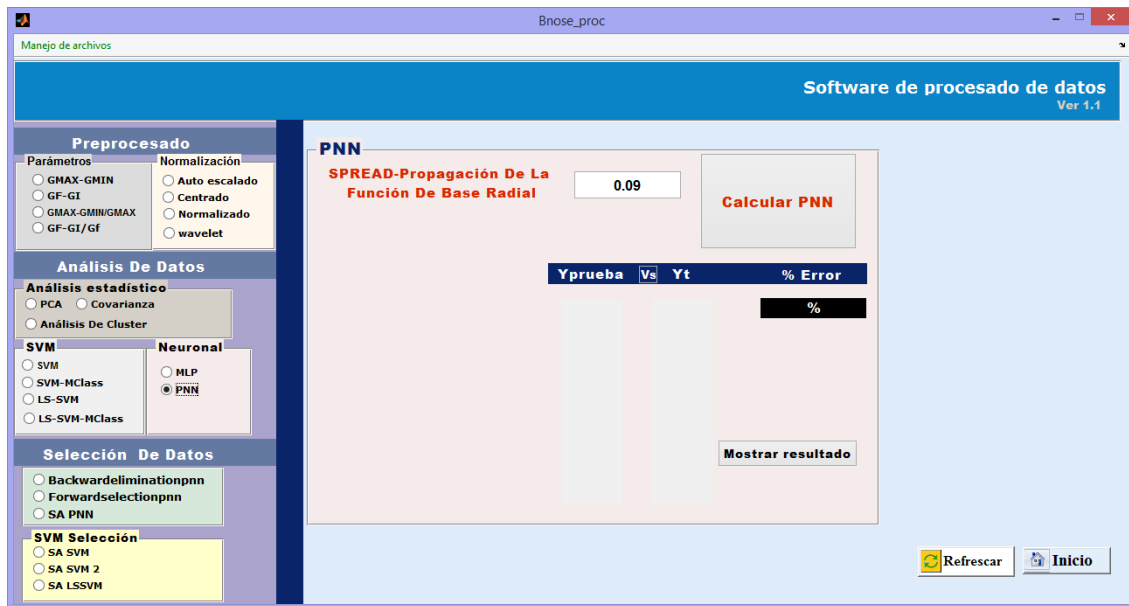 Bnose_proc
Manejo de archivos
Software de procesado de datos
Ver 1.1
Preprocesado
Parámetros
GMAX-GMIN
GF-GI
GMAX-GMIN/GMAX
GF-GI/Gf
Normalización
Auto escalado
Centrado
Normalizado
wavelet
Análisis De Datos
Análisis estadístico
PCA Covarianza
Análisis De Cluster
SVM
SVM
SVM-MClass
LS-SVM
LS-SVM-MClass
Neuronal
MLP
PNN
Selección De Datos
Backwardeliminationpnn
Forwardselectionpnn
SA PNN
SVM Selección
SA SVM
SA SVM 2
SA LSSVM
PNN
SPREAD-Propagación De La
Función De Base Radial
0.09
Calcular PNN
Yprueba Vs Yt % Error
%
Mostrar resultado
Refrescar
Inicio